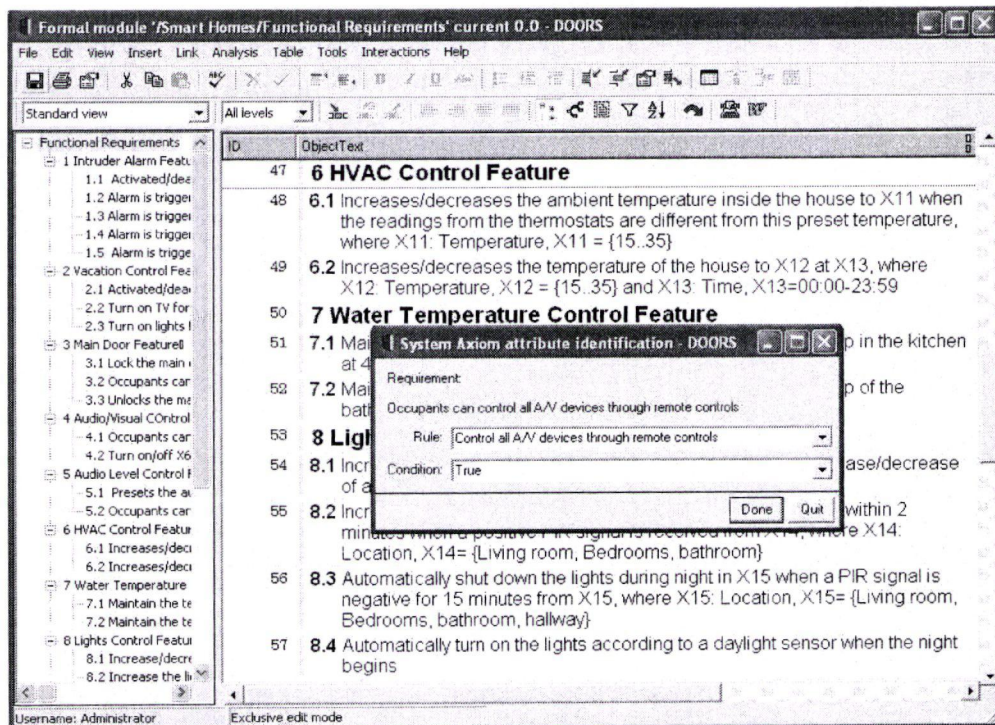 Formal module '/Smart Homes/Functional Requirements' current 0.0 - DOORS
File Edit View Insert Link Analysis Table Tools Interactions Help
Standard view
All levels
Functional Requirements
1 Intruder Alarm Featu
1.1 Activated/dea
1.2 Alarm is trigger
1.3 Alarm is trigger
1.4 Alarm is trigger
1.5 Alarm is trigge
2 Vacation Control Fea
2.1 Activated/dea
2.2 Turn on TV for
2.3 Turn on lights
3 Main Door Feature
3.1 Lock the main
3.2 Occupants car
3.3 Unlocks the ma
4 Audio/Visual COntrol
4.1 Occupants car
4.2 Turn on/off X6
5 Audio Level Control F
5.1 Presets the au
5.2 Occupants car
6 HVAC Control Featur
6.1 Increases/decr
6.2 Increases/decr
7 Water Temperature
7.1 Maintain the te
7.2 Maintain the te
8 Lights Control Featur
8.1 Increase/decre
8.2 Increase the li
ID ObjectText
47 6 HVAC Control Feature
48 6.1 Increases/decreases the ambient temperature inside the house to X11 when
the readings from the thermostats are different from this preset temperature,
where X11: Temperature, X11 = {15..35}
49 6.2 Increases/decreases the temperature of the house to X12 at X13, where
X12: Temperature, X12 = {15..35} and X13: Time, X13=00:00-23:59
50 7 Water Temperature Control Feature
51 7.1 Mai p in the kitchen
at 4
52 7.2 Mai p of the
bat
53 8 Ligh
54 8.1 Incr ase/decrease
of a
55 8.2 Incr within 2
minutes when a positive PIR signal is received from X14, where X14:
Location, X14= {Living room, Bedrooms, bathroom}
56 8.3 Automatically shut down the lights during night in X15 when a PIR signal is
negative for 15 minutes from X15, where X15: Location, X15= {Living room,
Bedrooms, bathroom, hallway}
57 8.4 Automatically turn on the lights according to a daylight sensor when the night
begins
System Axiom attribute identification - DOORS
Requirement:
Occupants can control all A/V devices through remote controls
Rule: Control all A/V devices through remote controls
Condition: True
Done Quit
Username: Administrator Exclusive edit mode